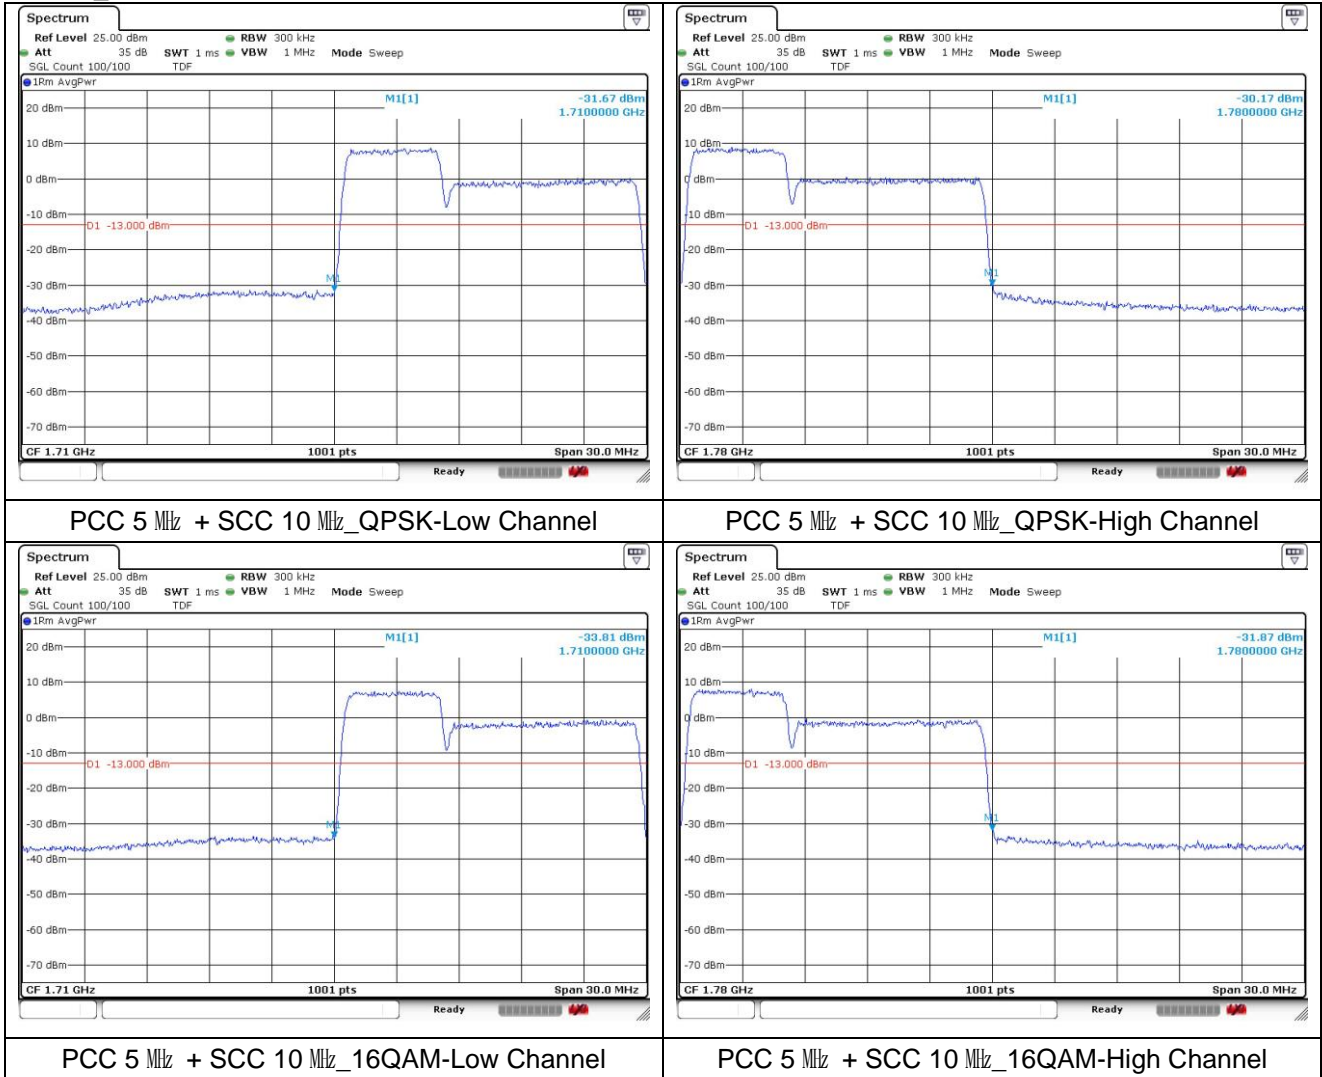 Spectrum
Ref Level 25.00 dBm RBW 300 kHz
Att 35 dB SWT 1 ms VBW 1 MHz Mode Sweep
SGL Count 100/100 TDF
1Rm AvgPwr
M1[1] -31.67 dBm
1.7100000 GHz
20 dBm
10 dBm
0 dBm
-10 dBm
D1 -13.000 dBm
-20 dBm
M1
-30 dBm
-40 dBm
-50 dBm
-60 dBm
-70 dBm
CF 1.71 GHz 1001 pts Span 30.0 MHz
Ready
PCC 5 ㎒ + SCC 10 ㎒_QPSK-Low Channel
Spectrum
Ref Level 25.00 dBm RBW 300 kHz
Att 35 dB SWT 1 ms VBW 1 MHz Mode Sweep
SGL Count 100/100 TDF
1Rm AvgPwr
M1[1] -30.17 dBm
1.7800000 GHz
20 dBm
10 dBm
0 dBm
-10 dBm
D1 -13.000 dBm
-20 dBm
M1
-30 dBm
-40 dBm
-50 dBm
-60 dBm
-70 dBm
CF 1.78 GHz 1001 pts Span 30.0 MHz
Ready
PCC 5 ㎒ + SCC 10 ㎒_QPSK-High Channel
Spectrum
Ref Level 25.00 dBm RBW 300 kHz
Att 35 dB SWT 1 ms VBW 1 MHz Mode Sweep
SGL Count 100/100 TDF
1Rm AvgPwr
M1[1] -33.81 dBm
1.7100000 GHz
20 dBm
10 dBm
0 dBm
-10 dBm
D1 -13.000 dBm
-20 dBm
-30 dBm
M1
-40 dBm
-50 dBm
-60 dBm
-70 dBm
CF 1.71 GHz 1001 pts Span 30.0 MHz
Ready
PCC 5 ㎒ + SCC 10 ㎒_16QAM-Low Channel
Spectrum
Ref Level 25.00 dBm RBW 300 kHz
Att 35 dB SWT 1 ms VBW 1 MHz Mode Sweep
SGL Count 100/100 TDF
1Rm AvgPwr
M1[1] -31.87 dBm
1.7800000 GHz
20 dBm
10 dBm
0 dBm
-10 dBm
D1 -13.000 dBm
-20 dBm
M1
-30 dBm
-40 dBm
-50 dBm
-60 dBm
-70 dBm
CF 1.78 GHz 1001 pts Span 30.0 MHz
Ready
PCC 5 ㎒ + SCC 10 ㎒_16QAM-High Channel